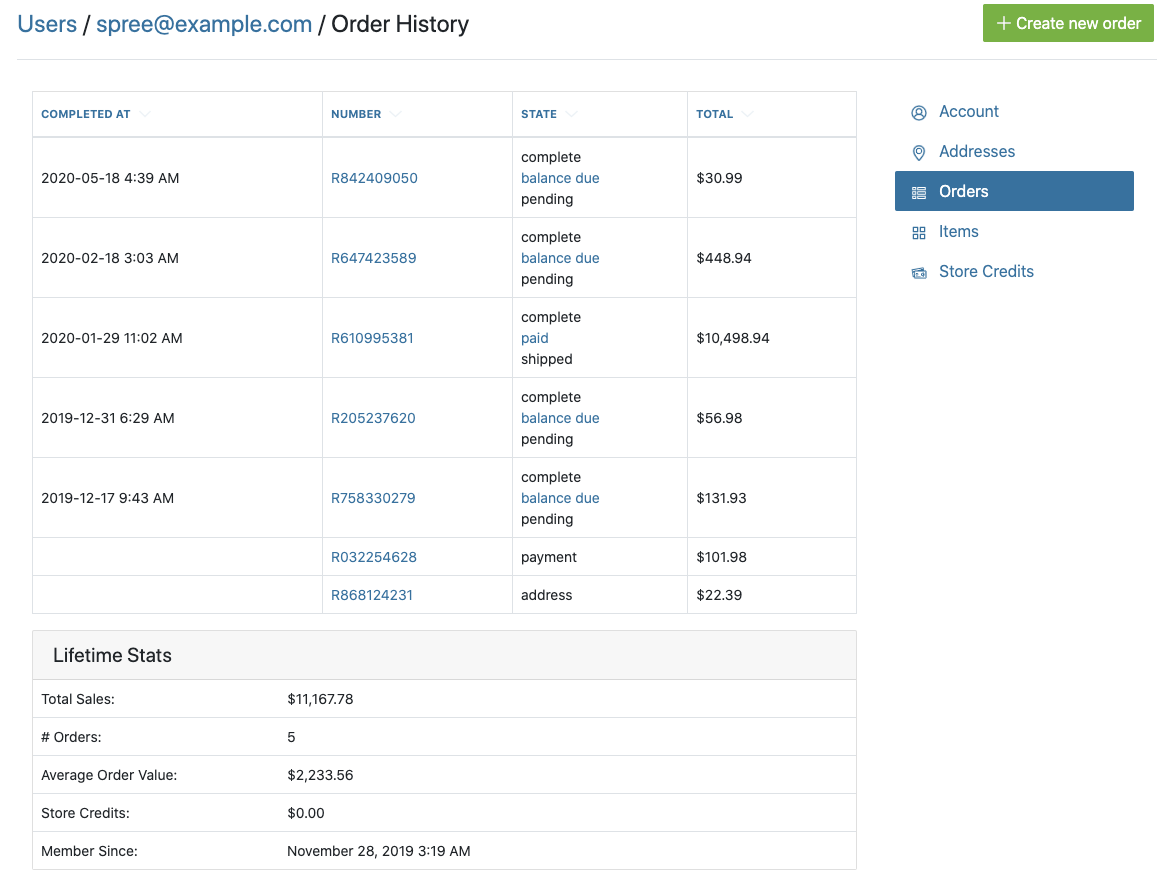 Users / spree@example.com / Order History
Create new order
COMPLETED AT NUMBER STATE TOTAL
2020-05-18 4:39 AM R842409050 complete balance due pending $30.99
2020-02-18 3:03 AM R647423589 complete balance due pending $448.94
2020-01-29 11:02 AM R610995381 complete paid shipped $10,498.94
2019-12-31 6:29 AM R205237620 complete balance due pending $56.98
2019-12-17 9:43 AM R758330279 complete balance due pending $131.93
R032254628 payment $101.98
R868124231 address $22.39
Lifetime Stats
Total Sales: $11,167.78
# Orders: 5
Average Order Value: $2,233.56
Store Credits: $0.00
Member Since: November 28, 2019 3:19 AM
Account
Addresses
Orders
Items
Store Credits